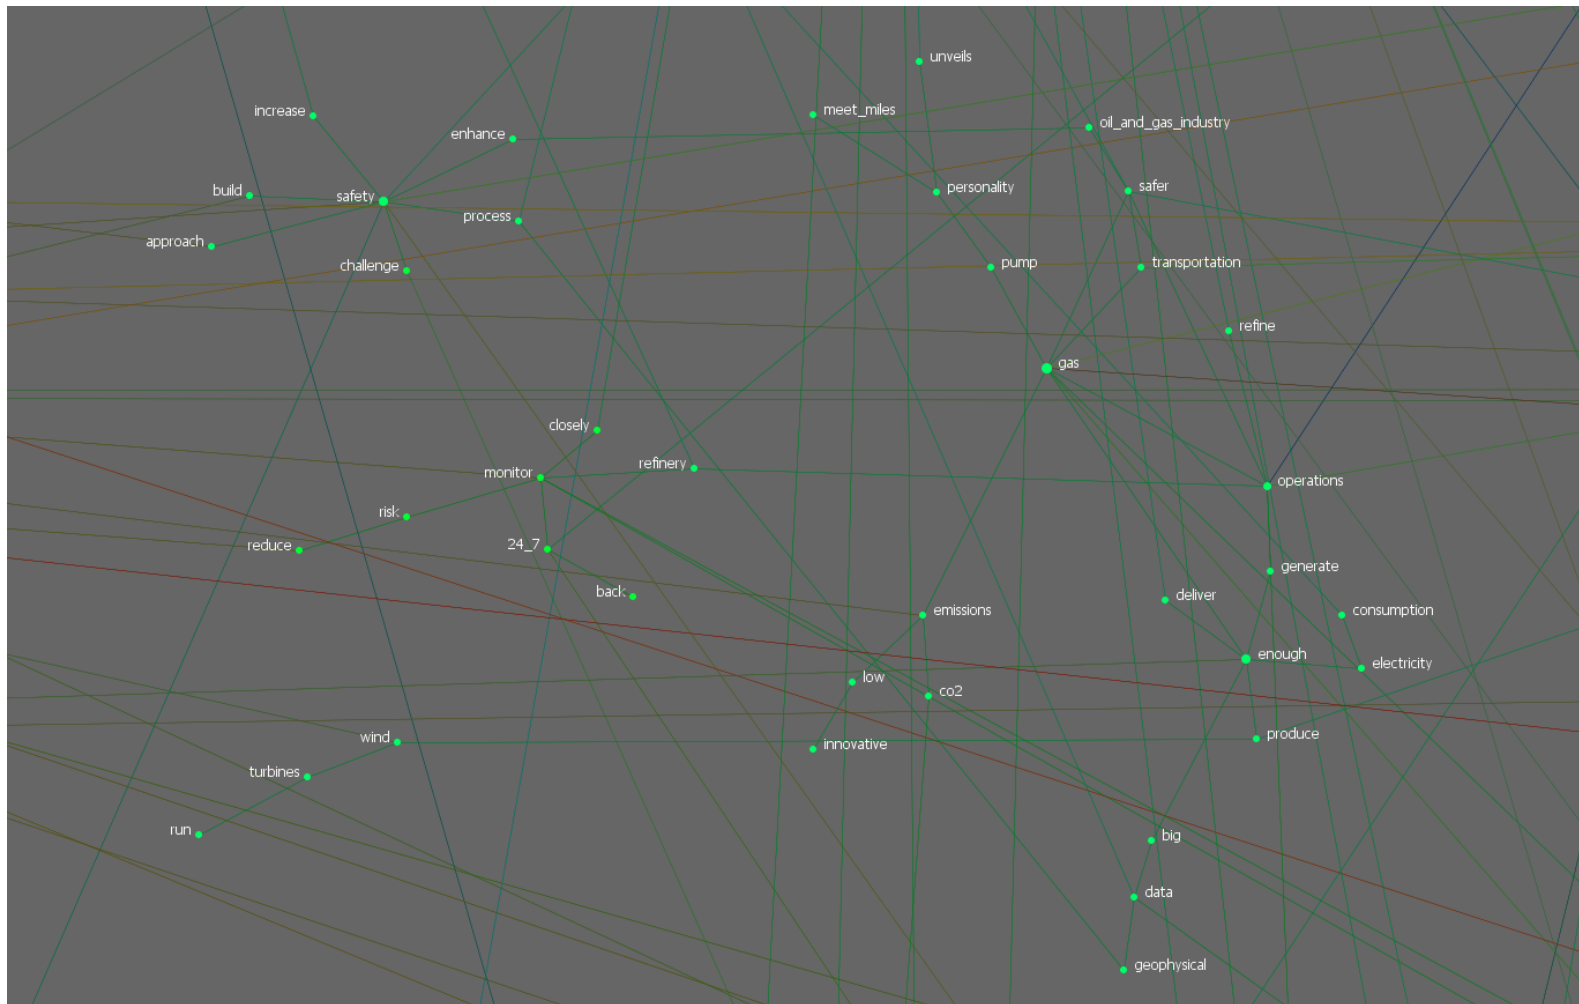 unveils
increase
meet_miles
enhance
oil_and_gas_industry
build
safety
personality
safer
process
approach
challenge
pump
transportation
refine
gas
closely
monitor
refinery
operations
risk
reduce
24_7
generate
back
deliver
emissions
consumption
enough
electricity
low
co2
wind
innovative
produce
turbines
run
big
data
geophysical